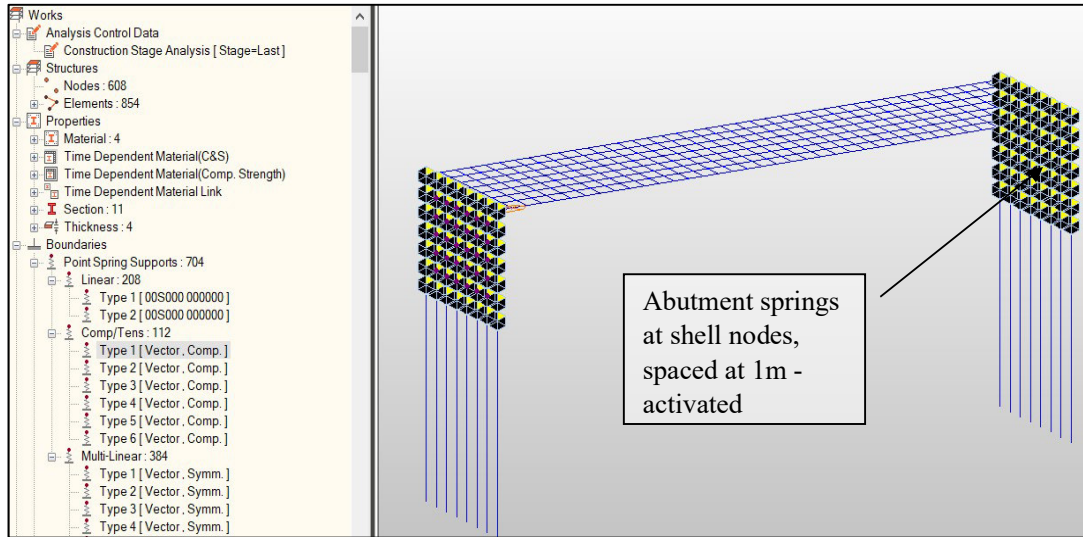 Works
Analysis Control Data
Construction Stage Analysis [ Stage=Last ]
Structures
Nodes : 608
Elements : 854
Properties
Material : 4
Time Dependent Material(C&S)
Time Dependent Material(Comp. Strength)
Time Dependent Material Link
Section : 11
Thickness : 4
Boundaries
Point Spring Supports : 704
Linear : 208
Type 1 [ 00S000 000000 ]
Type 2 [ 00S000 000000 ]
Comp/Tens : 112
Type 1 [ Vector , Comp. ]
Type 2 [ Vector , Comp. ]
Type 3 [ Vector , Comp. ]
Type 4 [ Vector , Comp. ]
Type 5 [ Vector , Comp. ]
Type 6 [ Vector , Comp. ]
Multi-Linear : 384
Type 1 [ Vector , Symm. ]
Type 2 [ Vector , Symm. ]
Type 3 [ Vector , Symm. ]
Type 4 [ Vector , Symm. ]
Abutment springs
at shell nodes,
spaced at 1m -
activated